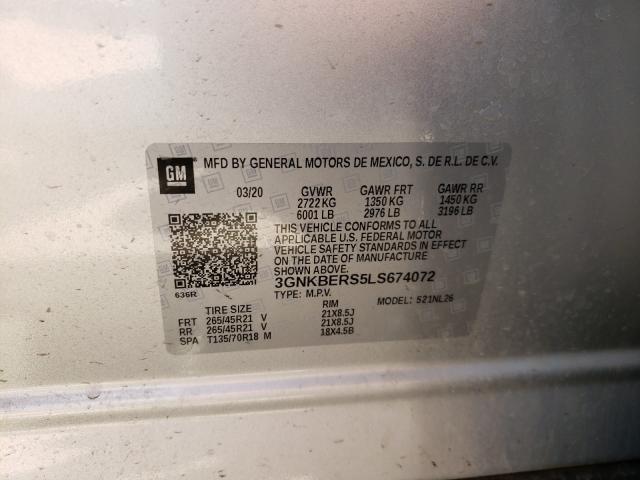 GM MFD BY GENERAL MOTORS DE MEXICO, S. DE R.L. DE C.V.
03/20 GVWR GAWR FRT GAWR RR
2722 KG 1350 KG 1450 KG
6001 LB 2976 LB 3196 LB
THIS VEHICLE CONFORMS TO ALL
APPLICABLE U.S. FEDERAL MOTOR
VEHICLE SAFETY STANDARDS IN EFFECT
ON THE DATE OF MANUFACTURE
SHOWN ABOVE.
3GNKBERS5LS674072
636R TYPE: M.P.V. MODEL: 521NL26
TIRE SIZE RIM
FRT 265/45R21 V 21X8.5J
RR 265/45R21 V 21X8.5J
SPA T135/70R18 M 18X4.5B